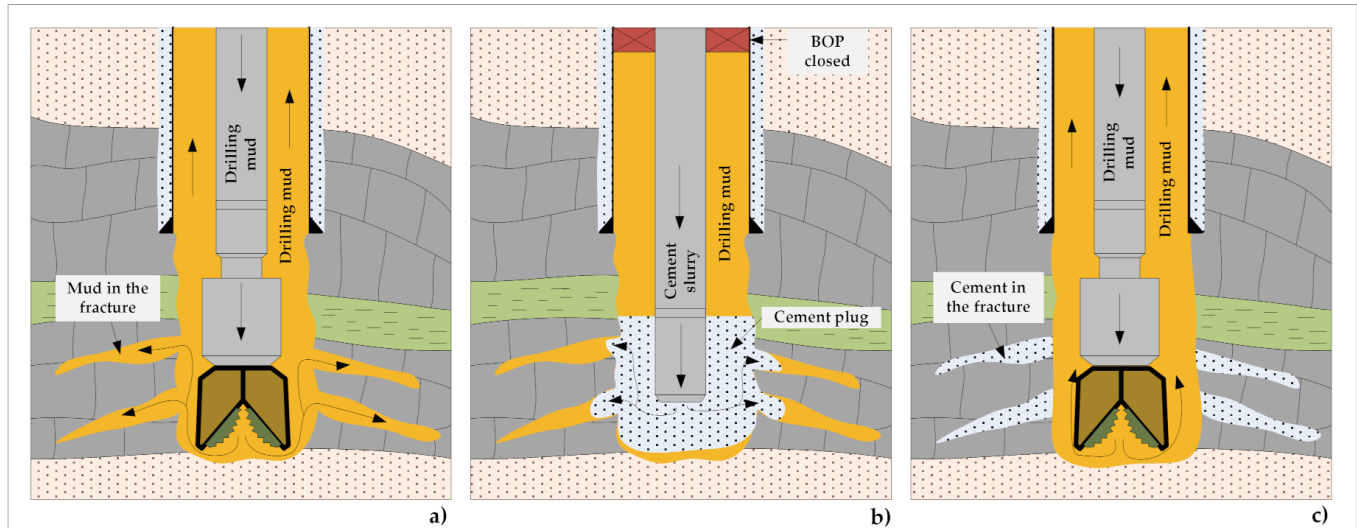 Drilling
mud
Drilling mud
Mud in the
fracture
a)
BOP
closed
Cement
slurry
Drilling mud
Cement plug
b)
Drilling
mud
Drilling mud
Cement in
the fracture
c)